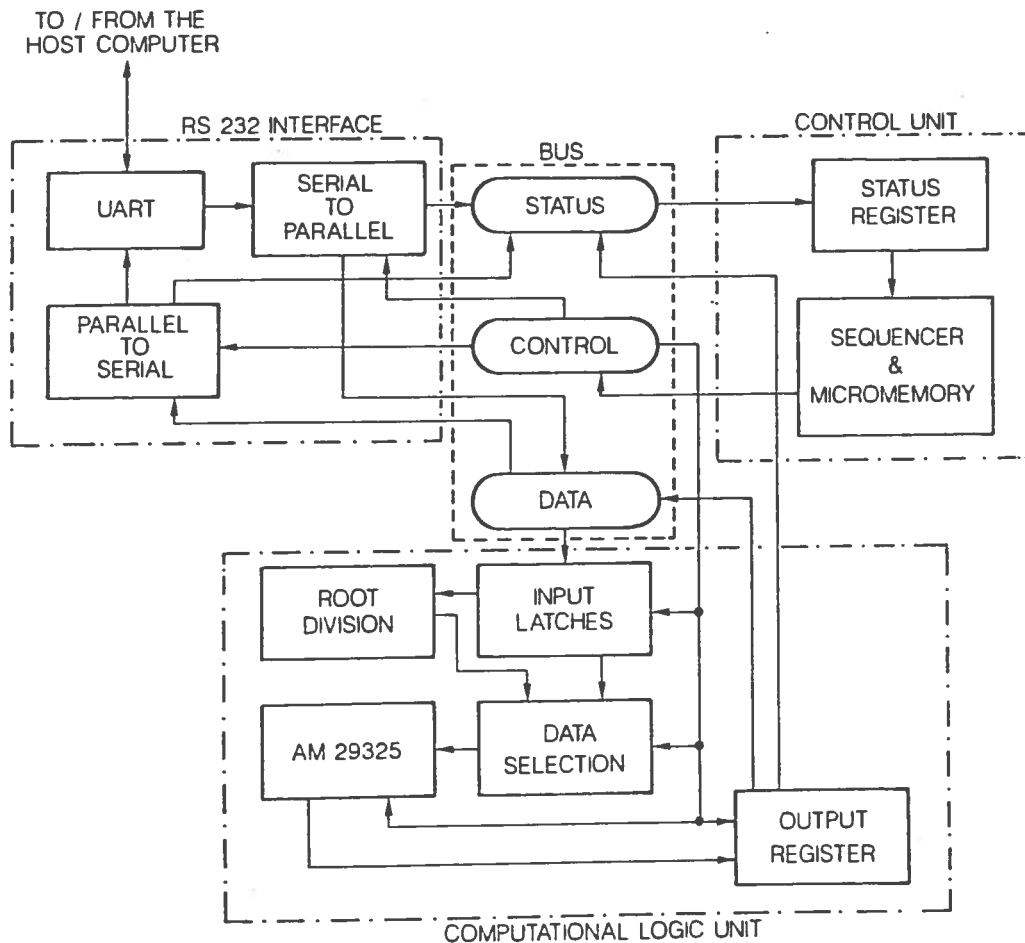 TO / FROM THE
HOST COMPUTER
RS 232 INTERFACE
UART
SERIAL
TO
PARALLEL
PARALLEL
TO
SERIAL
BUS
STATUS
CONTROL
DATA
CONTROL UNIT
STATUS
REGISTER
SEQUENCER
&
MICROMEMORY
ROOT
DIVISION
INPUT
LATCHES
AM 29325
DATA
SELECTION
OUTPUT
REGISTER
COMPUTATIONAL LOGIC UNIT